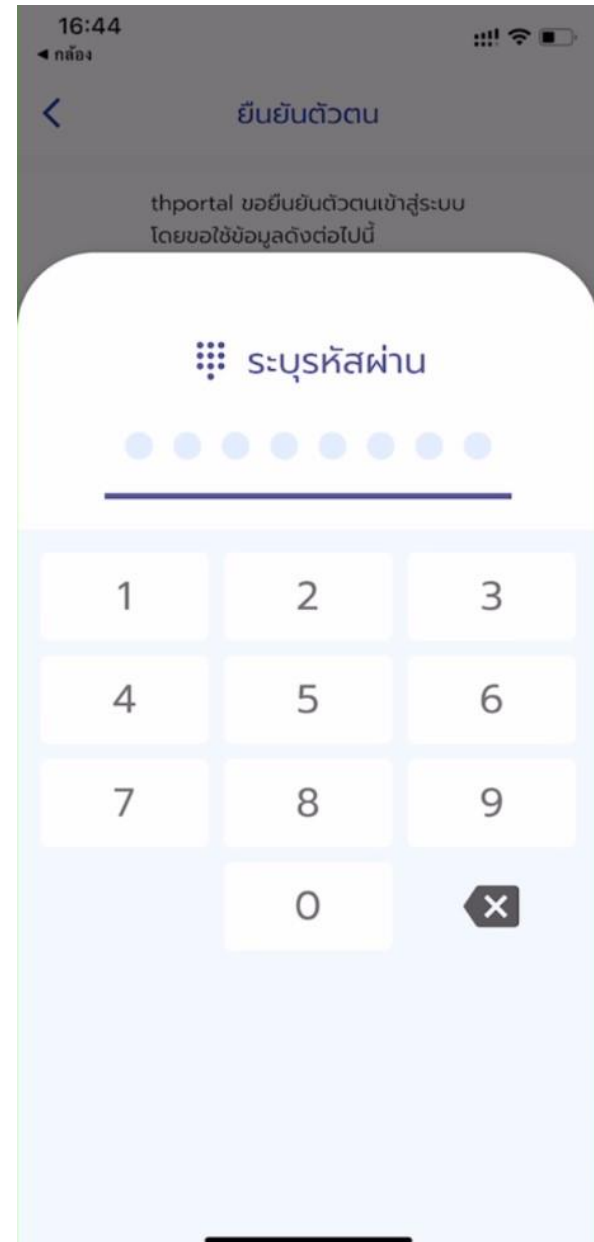 16:44
◀ กล้อง
ยืนยันตัวตน
thportal ขอยืนยันตัวตนเข้าสู่ระบบ
โดยขอใช้ข้อมูลดังต่อไปนี้
ระบุรหัสผ่าน
1 2 3
4 5 6
7 8 9
0